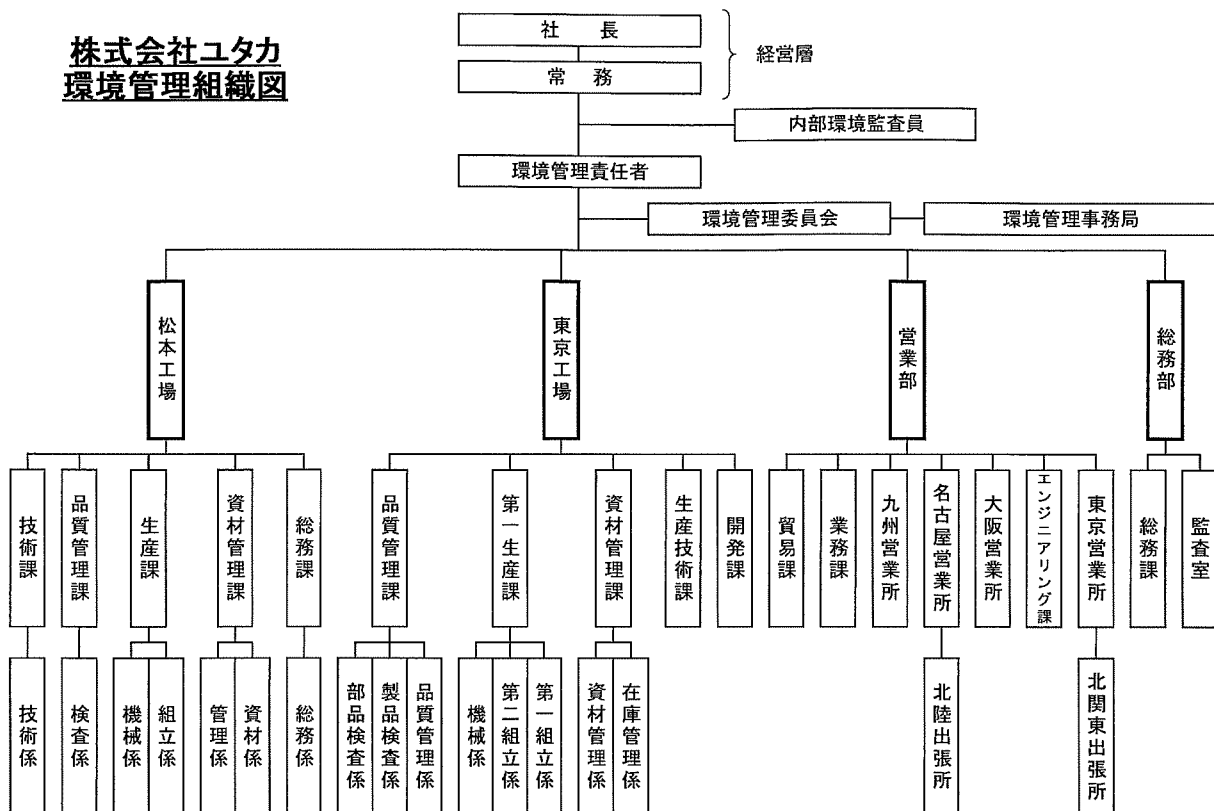 株式会社ユタカ
環境管理組織図
社　長
常　務
経営層
内部環境監査員
環境管理責任者
環境管理委員会
環境管理事務局
松本工場
東京工場
営業部
総務部
技術課
品質管理課
生産課
資材管理課
総務課
品質管理課
第一生産課
資材管理課
生産技術課
開発課
貿易課
業務課
九州営業所
名古屋営業所
大阪営業所
エンジニアリング課
東京営業所
総務課
監査室
技術係
検査係
機械係
組立係
管理係
資材係
総務係
部品検査係
製品検査係
品質管理係
機械係
第二組立係
第一組立係
資材管理係
在庫管理係
北陸出張所
北関東出張所